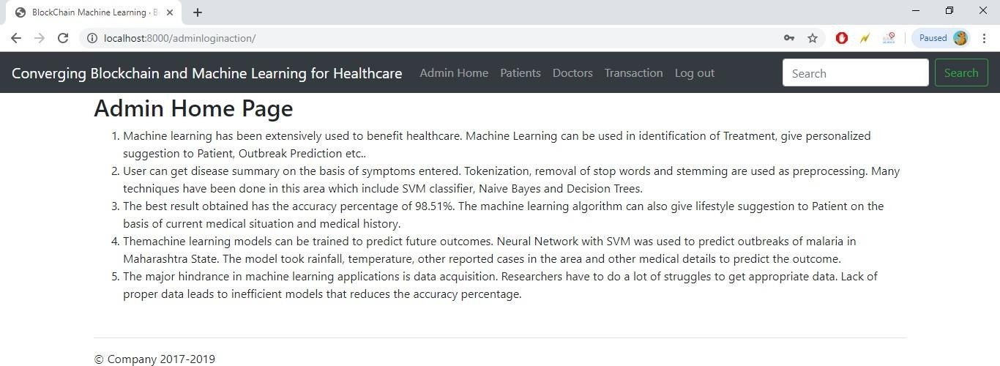 BlockChain Machine Learning · B
localhost:8000/adminloginaction/
Paused
Converging Blockchain and Machine Learning for Healthcare Admin Home Patients Doctors Transaction Log out Search Search
Admin Home Page
1. Machine learning has been extensively used to benefit healthcare. Machine Learning can be used in identification of Treatment, give personalized
suggestion to Patient, Outbreak Prediction etc..
2. User can get disease summary on the basis of symptoms entered. Tokenization, removal of stop words and stemming are used as preprocessing. Many
techniques have been done in this area which include SVM classifier, Naive Bayes and Decision Trees.
3. The best result obtained has the accuracy percentage of 98.51%. The machine learning algorithm can also give lifestyle suggestion to Patient on the
basis of current medical situation and medical history.
4. Themachine learning models can be trained to predict future outcomes. Neural Network with SVM was used to predict outbreaks of malaria in
Maharashtra State. The model took rainfall, temperature, other reported cases in the area and other medical details to predict the outcome.
5. The major hindrance in machine learning applications is data acquisition. Researchers have to do a lot of struggles to get appropriate data. Lack of
proper data leads to inefficient models that reduces the accuracy percentage.
© Company 2017-2019